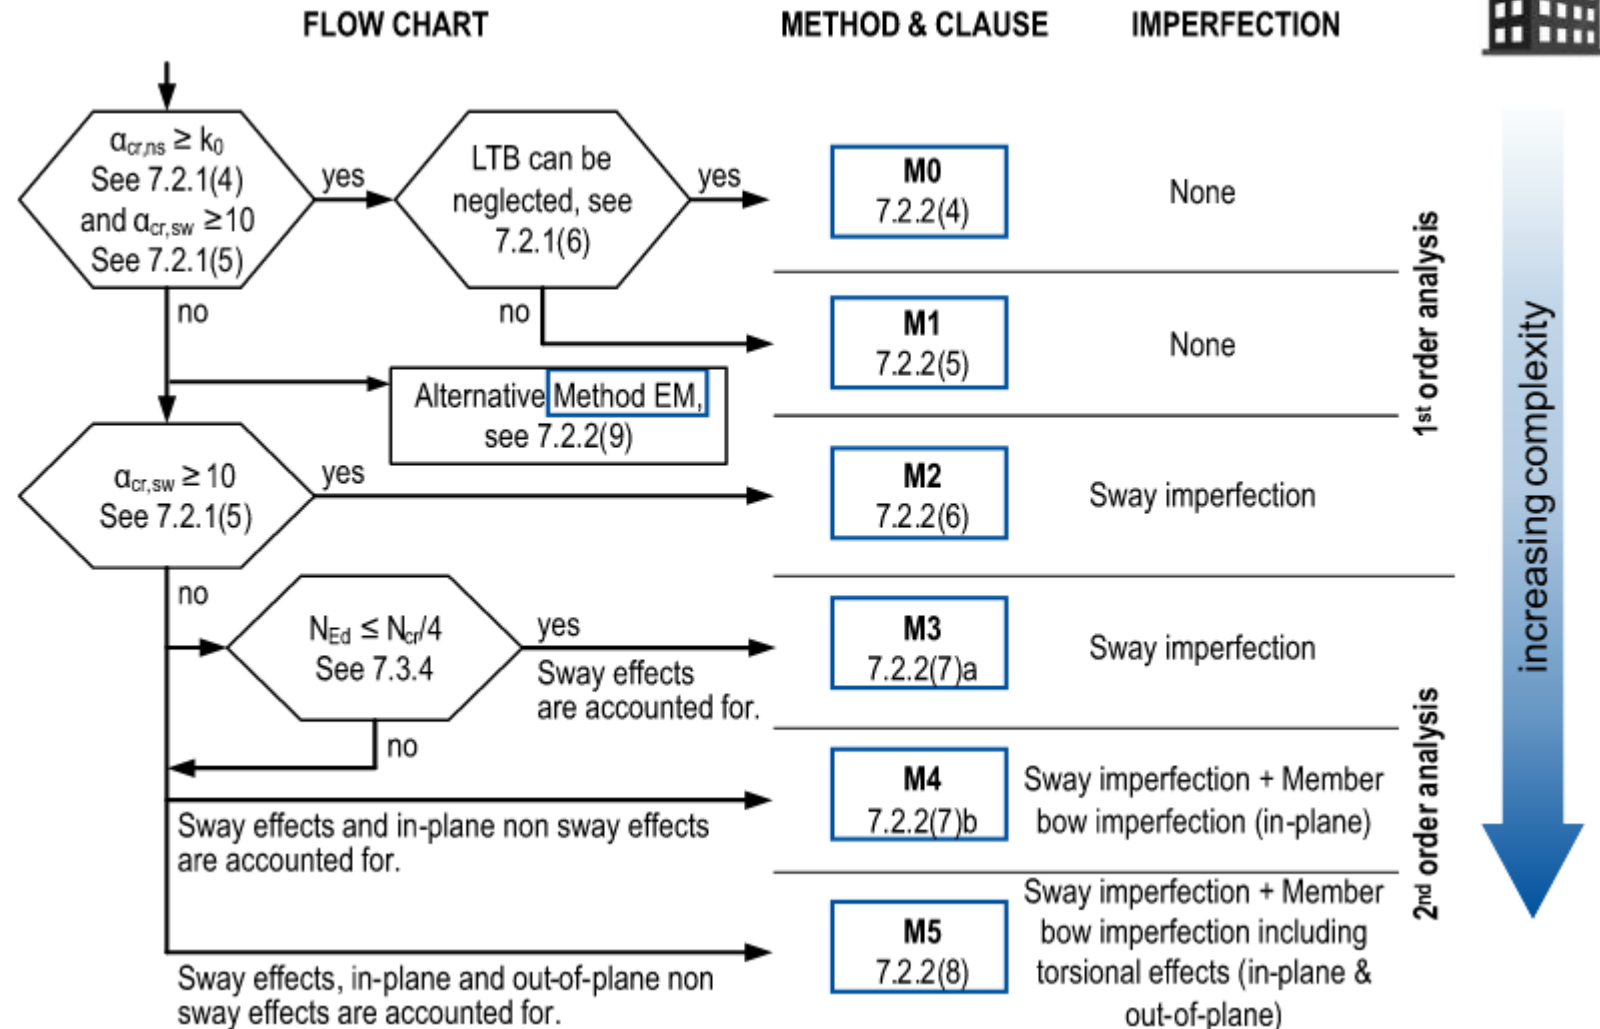 FLOW CHART
METHOD & CLAUSE
IMPERFECTION
αcr,ns ≥ k0
See 7.2.1(4)
and αcr,sw ≥10
See 7.2.1(5)
yes
LTB can be
neglected, see
7.2.1(6)
yes
M0
7.2.2(4)
None
no
no
M1
7.2.2(5)
None
1st order analysis
Alternative Method EM,
see 7.2.2(9)
αcr,sw ≥ 10
See 7.2.1(5)
yes
M2
7.2.2(6)
Sway imperfection
no
NEd ≤ Ncr/4
See 7.3.4
yes
Sway effects
are accounted for.
M3
7.2.2(7)a
Sway imperfection
no
Sway effects and in-plane non sway effects
are accounted for.
M4
7.2.2(7)b
Sway imperfection + Member
bow imperfection (in-plane)
2nd order analysis
Sway effects, in-plane and out-of-plane non
sway effects are accounted for.
M5
7.2.2(8)
Sway imperfection + Member
bow imperfection including
torsional effects (in-plane &
out-of-plane)
increasing complexity